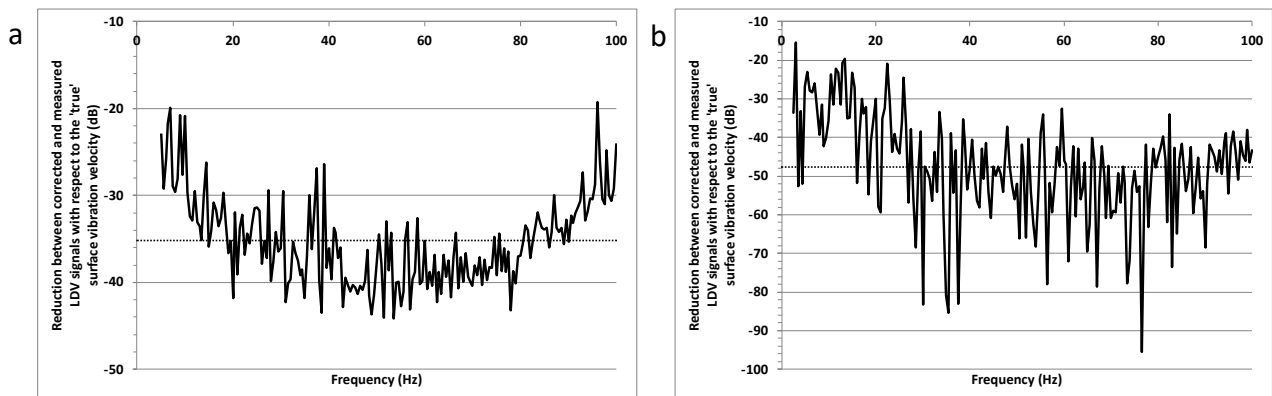 a
Reduction between corrected and measured
LDV signals with respect to the 'true'
surface vibration velocity (dB)
-10
-20
-30
-40
-50
0
20
40
60
80
100
Frequency (Hz)
b
Reduction between corrected and measured
LDV signals with respect to the 'true'
surface vibration velocity (dB)
-10
-20
-30
-40
-50
-60
-70
-80
-90
-100
0
20
40
60
80
100
Frequency (Hz)